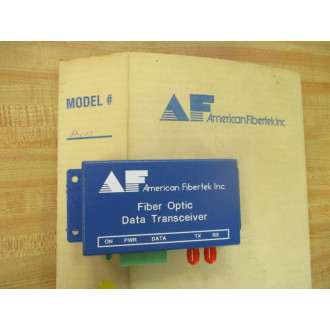 MODEL #
AF
American Fibertek Inc
AF American Fibertek Inc.
Fiber Optic
Data Transceiver
ON PWR DATA TX RX